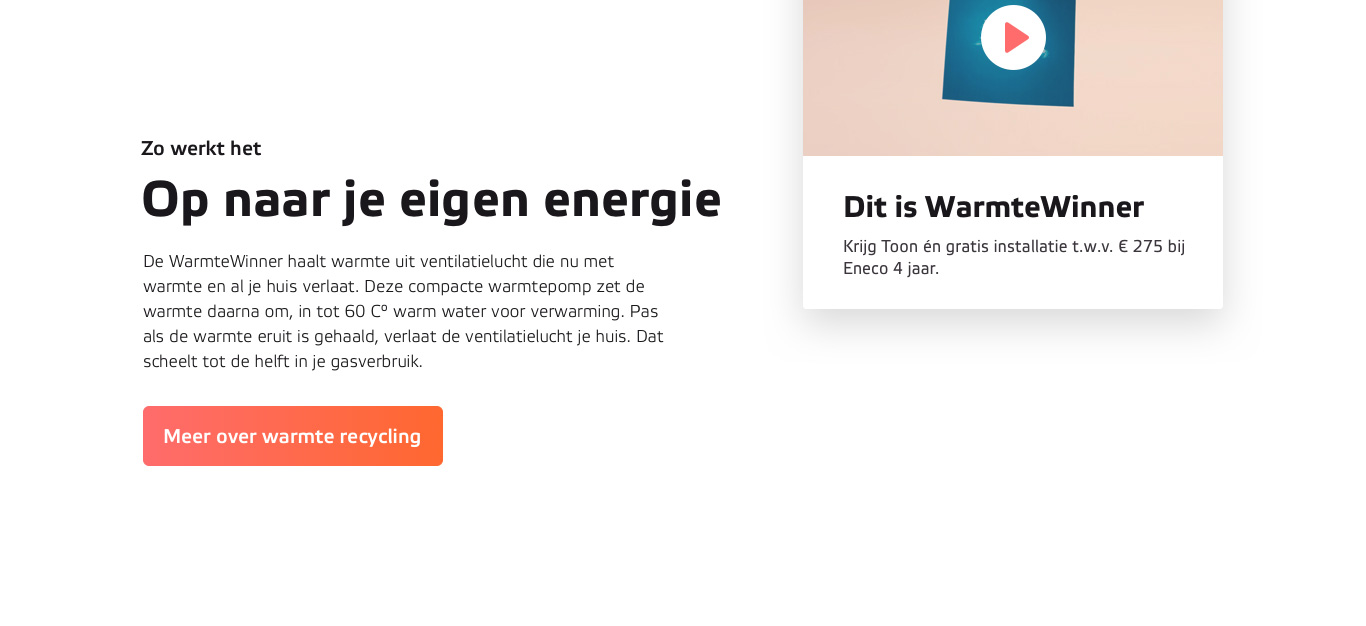 Zo werkt het
Op naar je eigen energie
De WarmteWinner haalt warmte uit ventilatielucht die nu met
warmte en al je huis verlaat. Deze compacte warmtepomp zet de
warmte daarna om, in tot 60 Cº warm water voor verwarming. Pas
als de warmte eruit is gehaald, verlaat de ventilatielucht je huis. Dat
scheelt tot de helft in je gasverbruik.
Meer over warmte recycling
Dit is WarmteWinner
Krijg Toon én gratis installatie t.w.v. € 275 bij
Eneco 4 jaar.